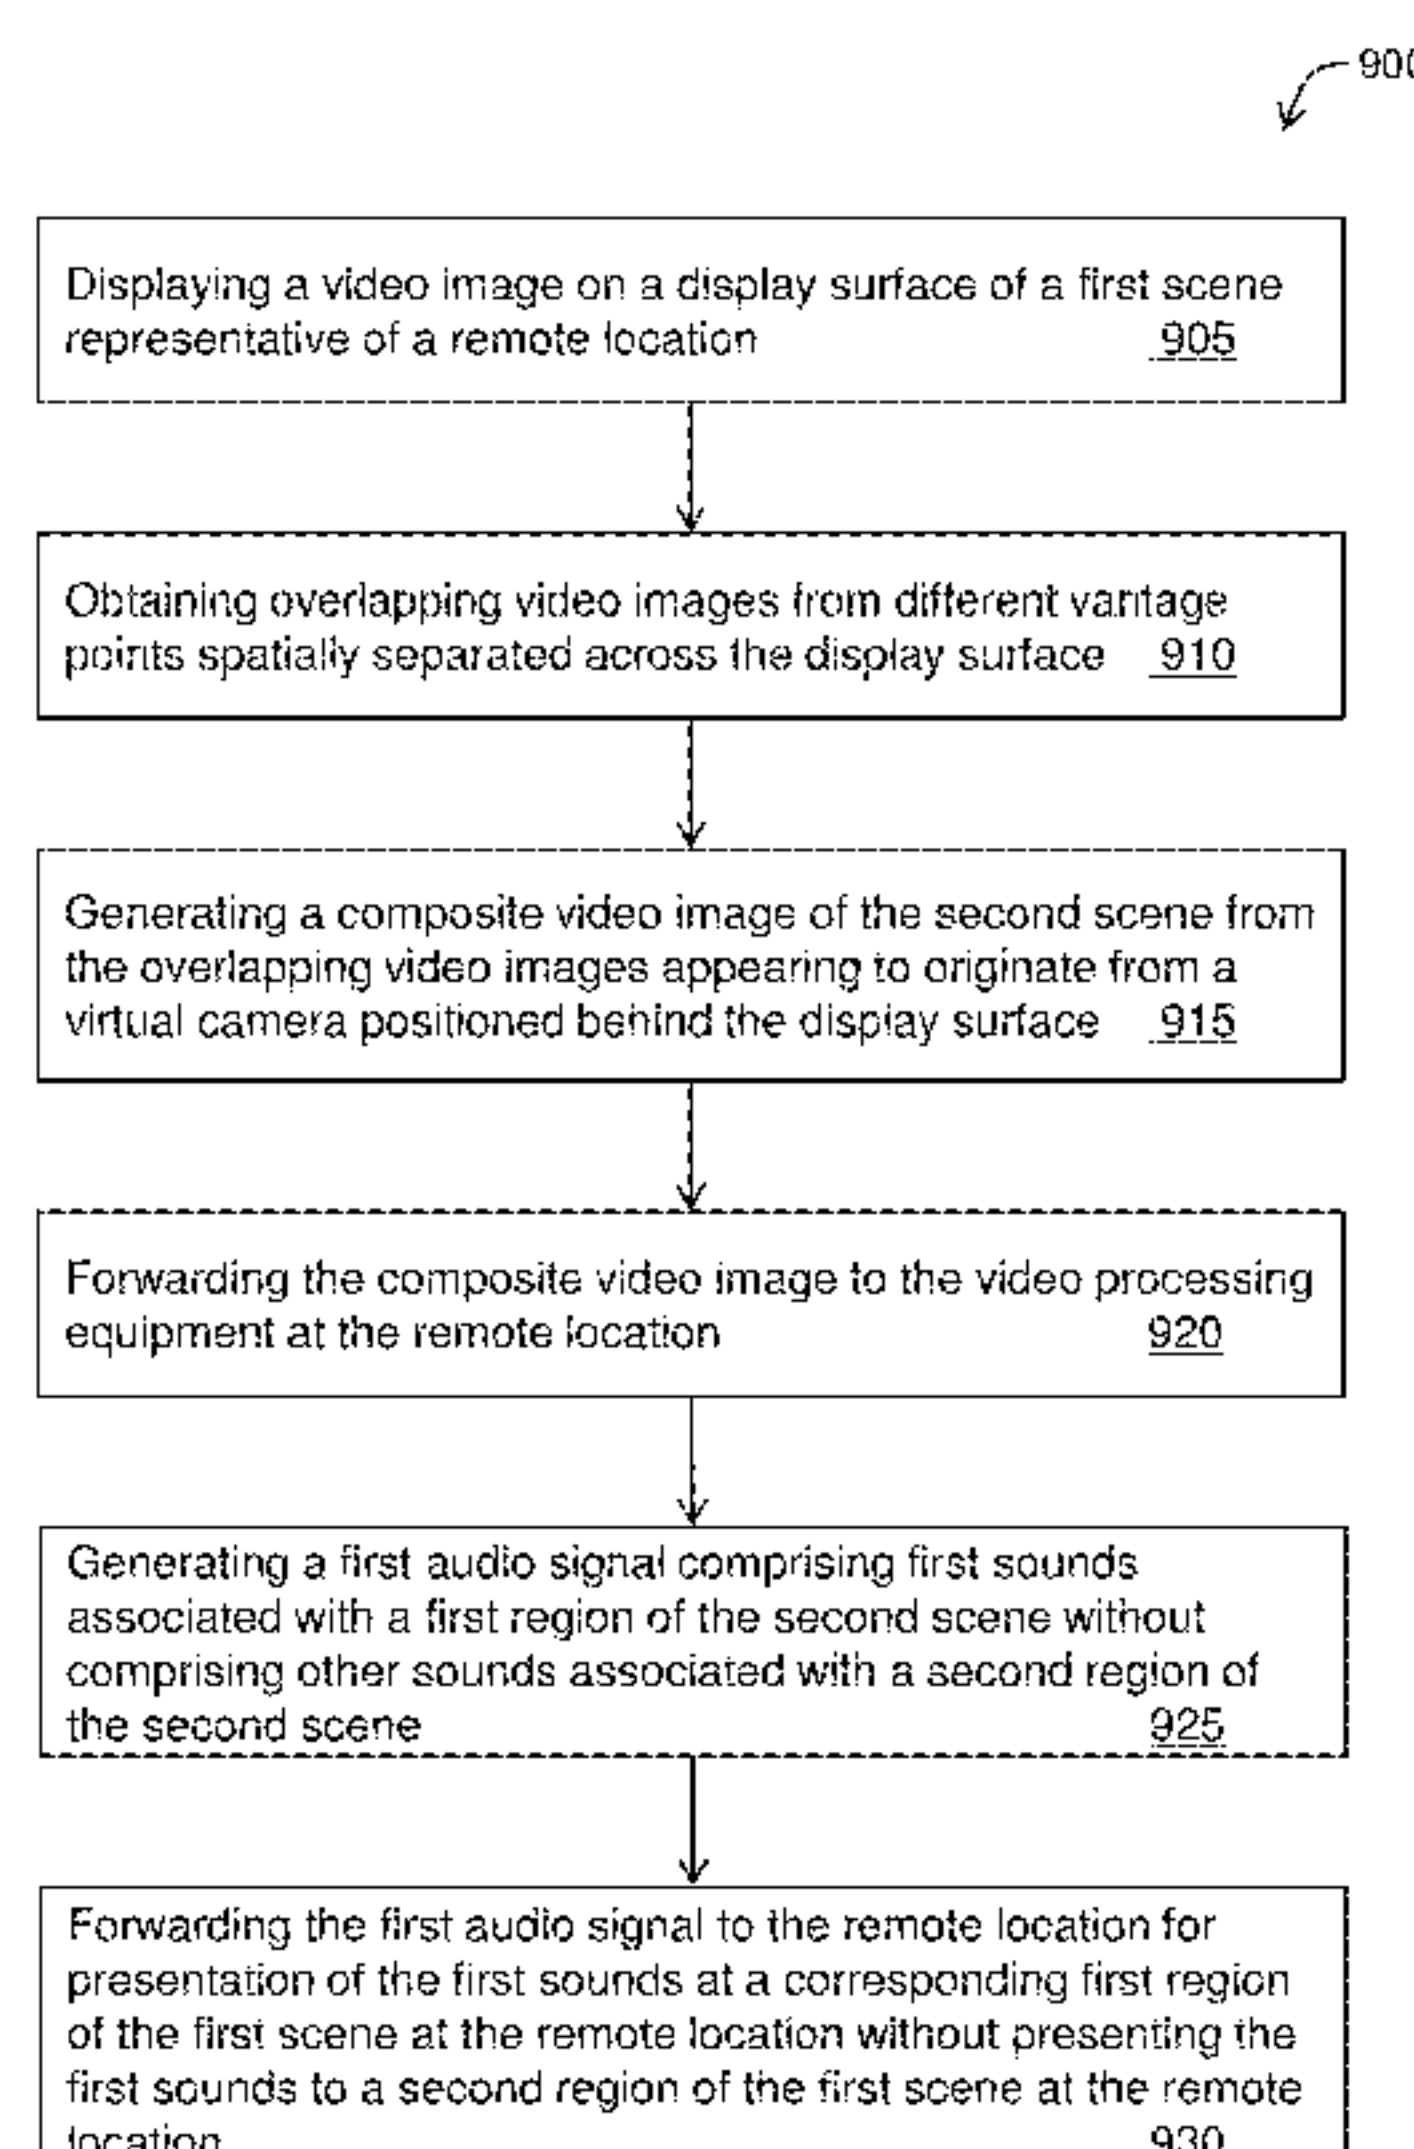 900
Displaying a video image on a display surface of a first scene
representative of a remote location 905
Obtaining overlapping video images from different vantage
points spatially separated across the display surface 910
Generating a composite video image of the second scene from
the overlapping video images appearing to originate from a
virtual camera positioned behind the display surface 915
Forwarding the composite video image to the video processing
equipment at the remote location 920
Generating a first audio signal comprising first sounds
associated with a first region of the second scene without
comprising other sounds associated with a second region of
the second scene 925
Forwarding the first audio signal to the remote location for
presentation of the first sounds at a corresponding first region
of the first scene at the remote location without presenting the
first sounds to a second region of the first scene at the remote
location 930